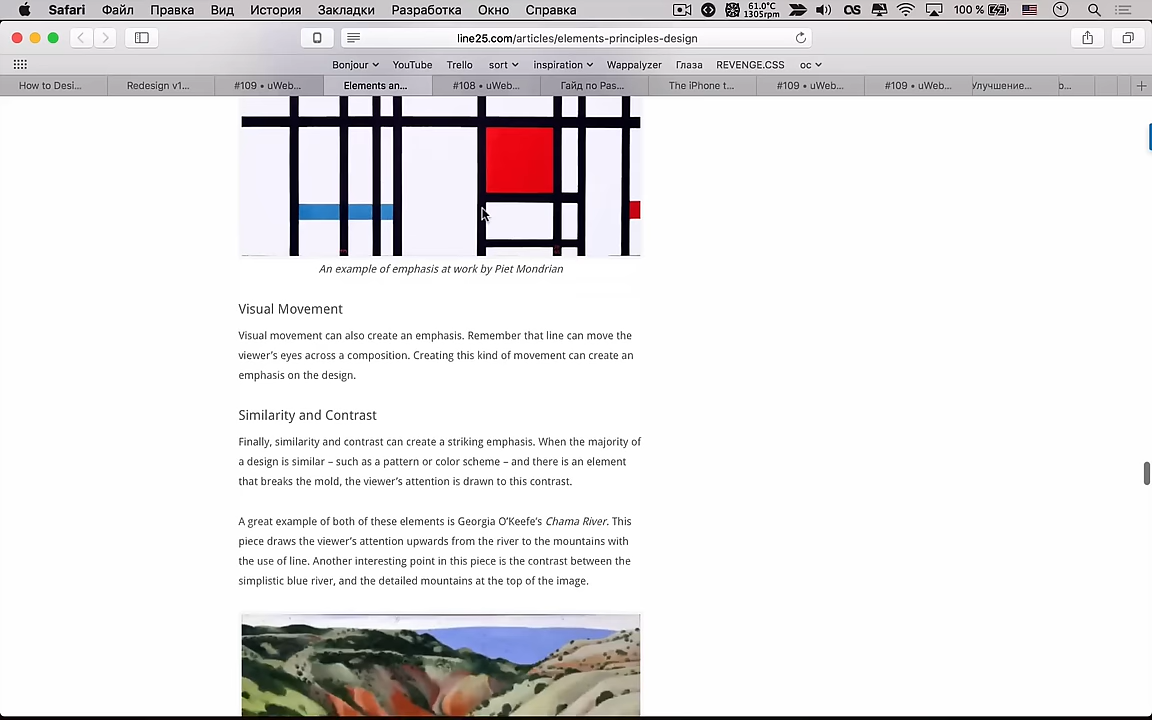 Safari Файл Правка Вид История Закладки Разработка Окно Справка 61.0°C 1305rpm 100 %
line25.com/articles/elements-principles-design
Bonjour YouTube Trello sort inspiration Wappalyzer Глаза REVENGE.CSS ос
How to Desi... Redesign v1... #109 • uWeb... Elements an... #108 • uWeb... Гайд по Pas... The iPhone t... #109 • uWeb... #109 • uWeb... Улучшение...
An example of emphasis at work by Piet Mondrian
Visual Movement
Visual movement can also create an emphasis. Remember that line can move the
viewer's eyes across a composition. Creating this kind of movement can create an
emphasis on the design.
Similarity and Contrast
Finally, similarity and contrast can create a striking emphasis. When the majority of
a design is similar – such as a pattern or color scheme – and there is an element
that breaks the mold, the viewer's attention is drawn to this contrast.
A great example of both of these elements is Georgia O'Keefe's Chama River. This
piece draws the viewer's attention upwards from the river to the mountains with
the use of line. Another interesting point in this piece is the contrast between the
simplistic blue river, and the detailed mountains at the top of the image.